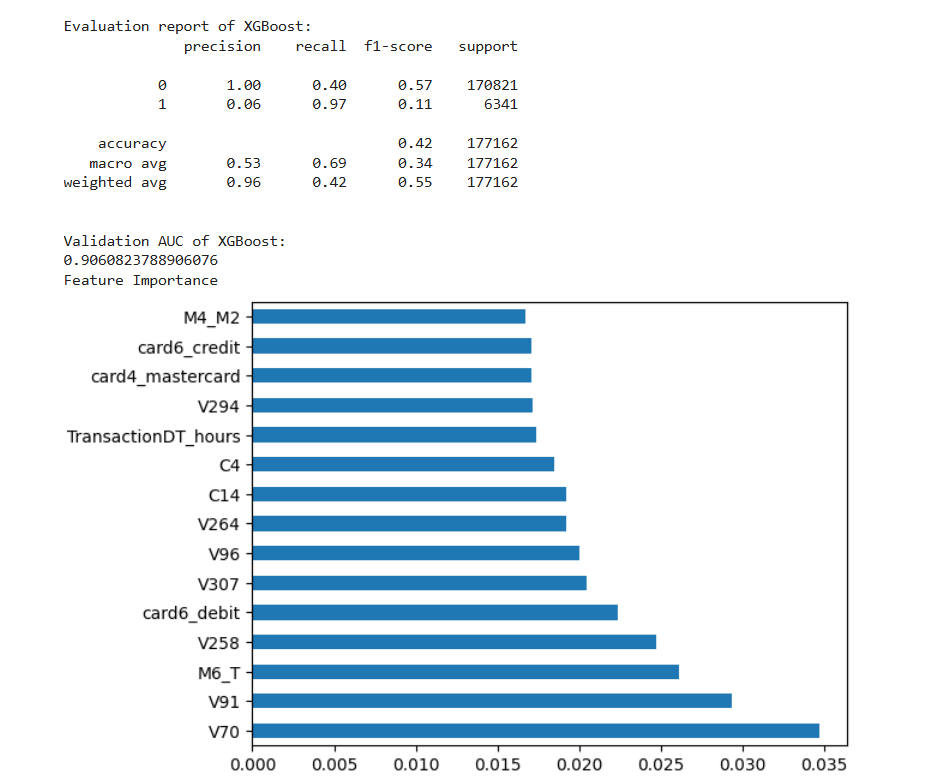 Evaluation report of XGBoost:
precision recall f1-score support
0 1.00 0.40 0.57 170821
1 0.06 0.97 0.11 6341
accuracy 0.42 177162
macro avg 0.53 0.69 0.34 177162
weighted avg 0.96 0.42 0.55 177162
Validation AUC of XGBoost:
0.9060823788906076
Feature Importance
M4_M2
card6_credit
card4_mastercard
V294
TransactionDT_hours
C4
C14
V264
V96
V307
card6_debit
V258
M6_T
V91
V70
0.000 0.005 0.010 0.015 0.020 0.025 0.030 0.035